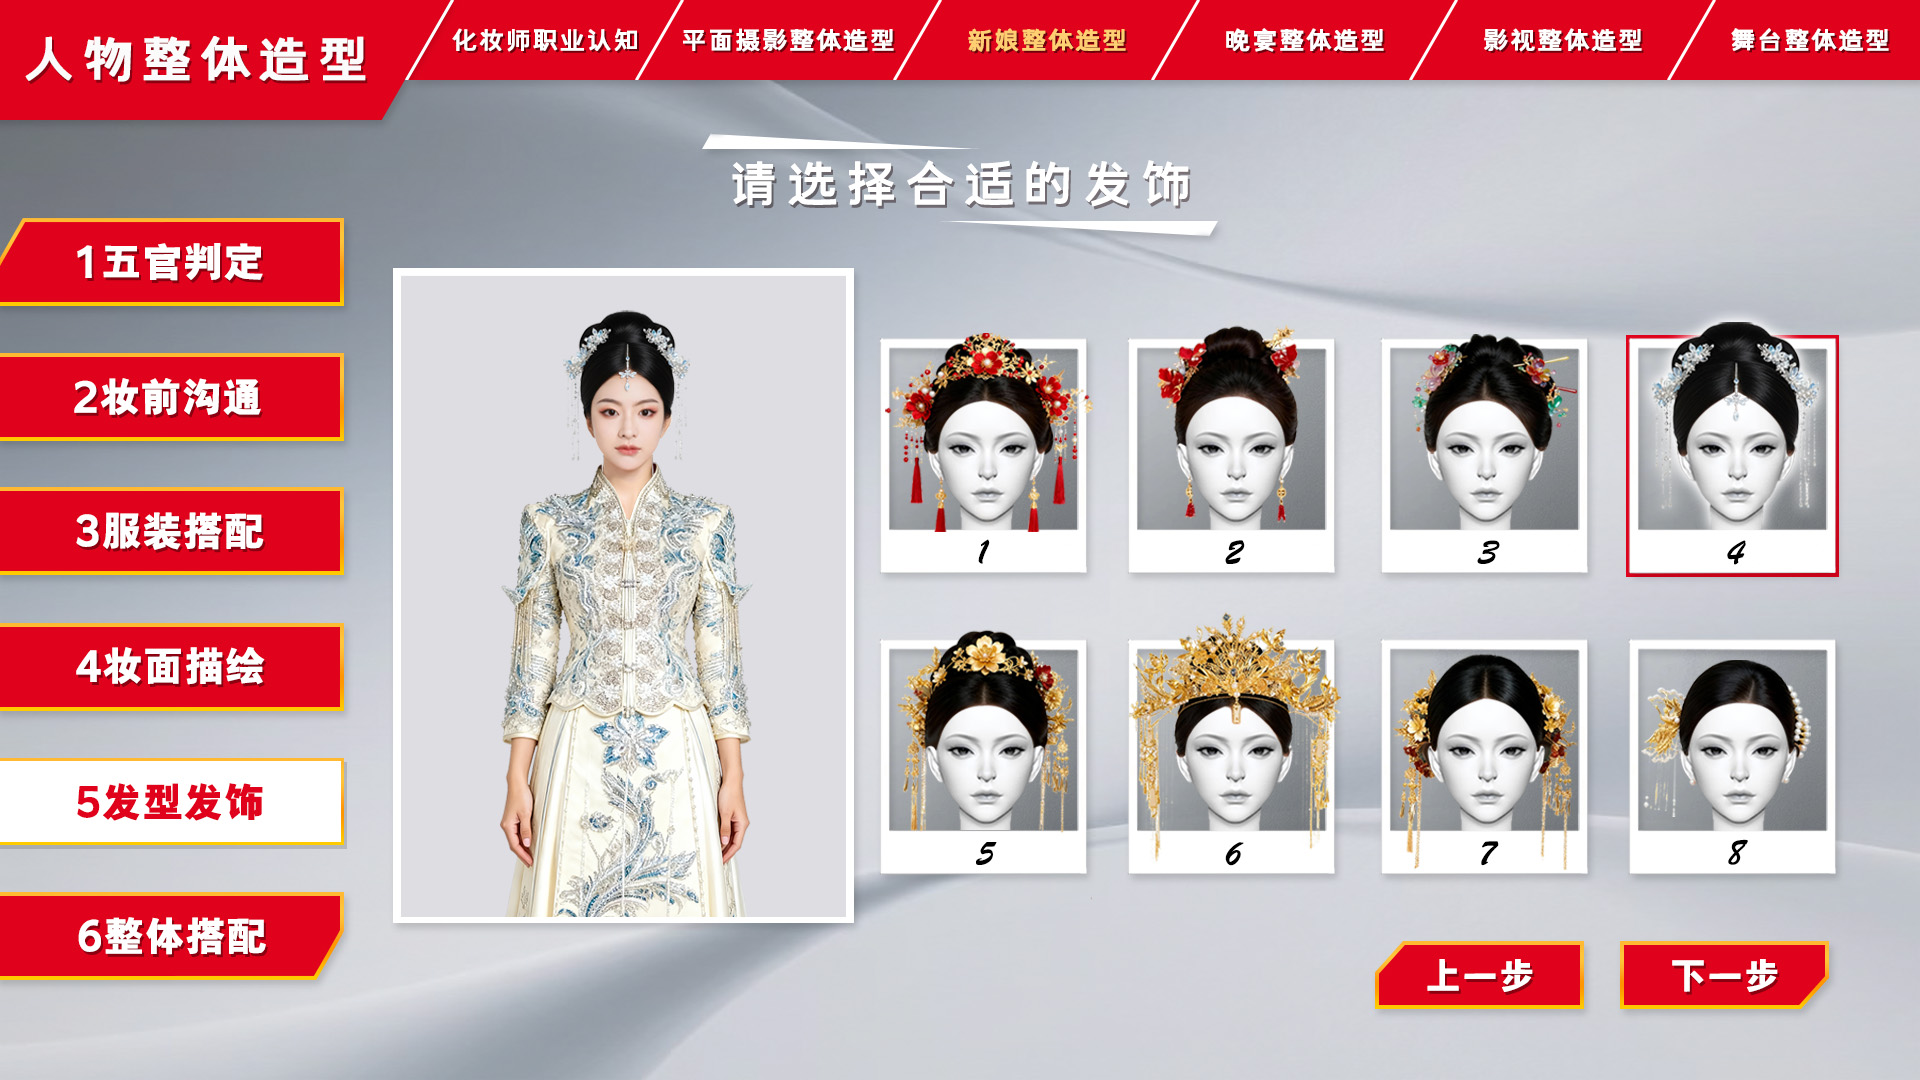 人物整体造型
化妆师职业认知
平面摄影整体造型
新娘整体造型
晚宴整体造型
影视整体造型
舞台整体造型
请选择合适的发饰
1五官判定
2妆前沟通
3服装搭配
4妆面描绘
5发型发饰
6整体搭配
1
2
3
4
5
6
7
8
上一步
下一步